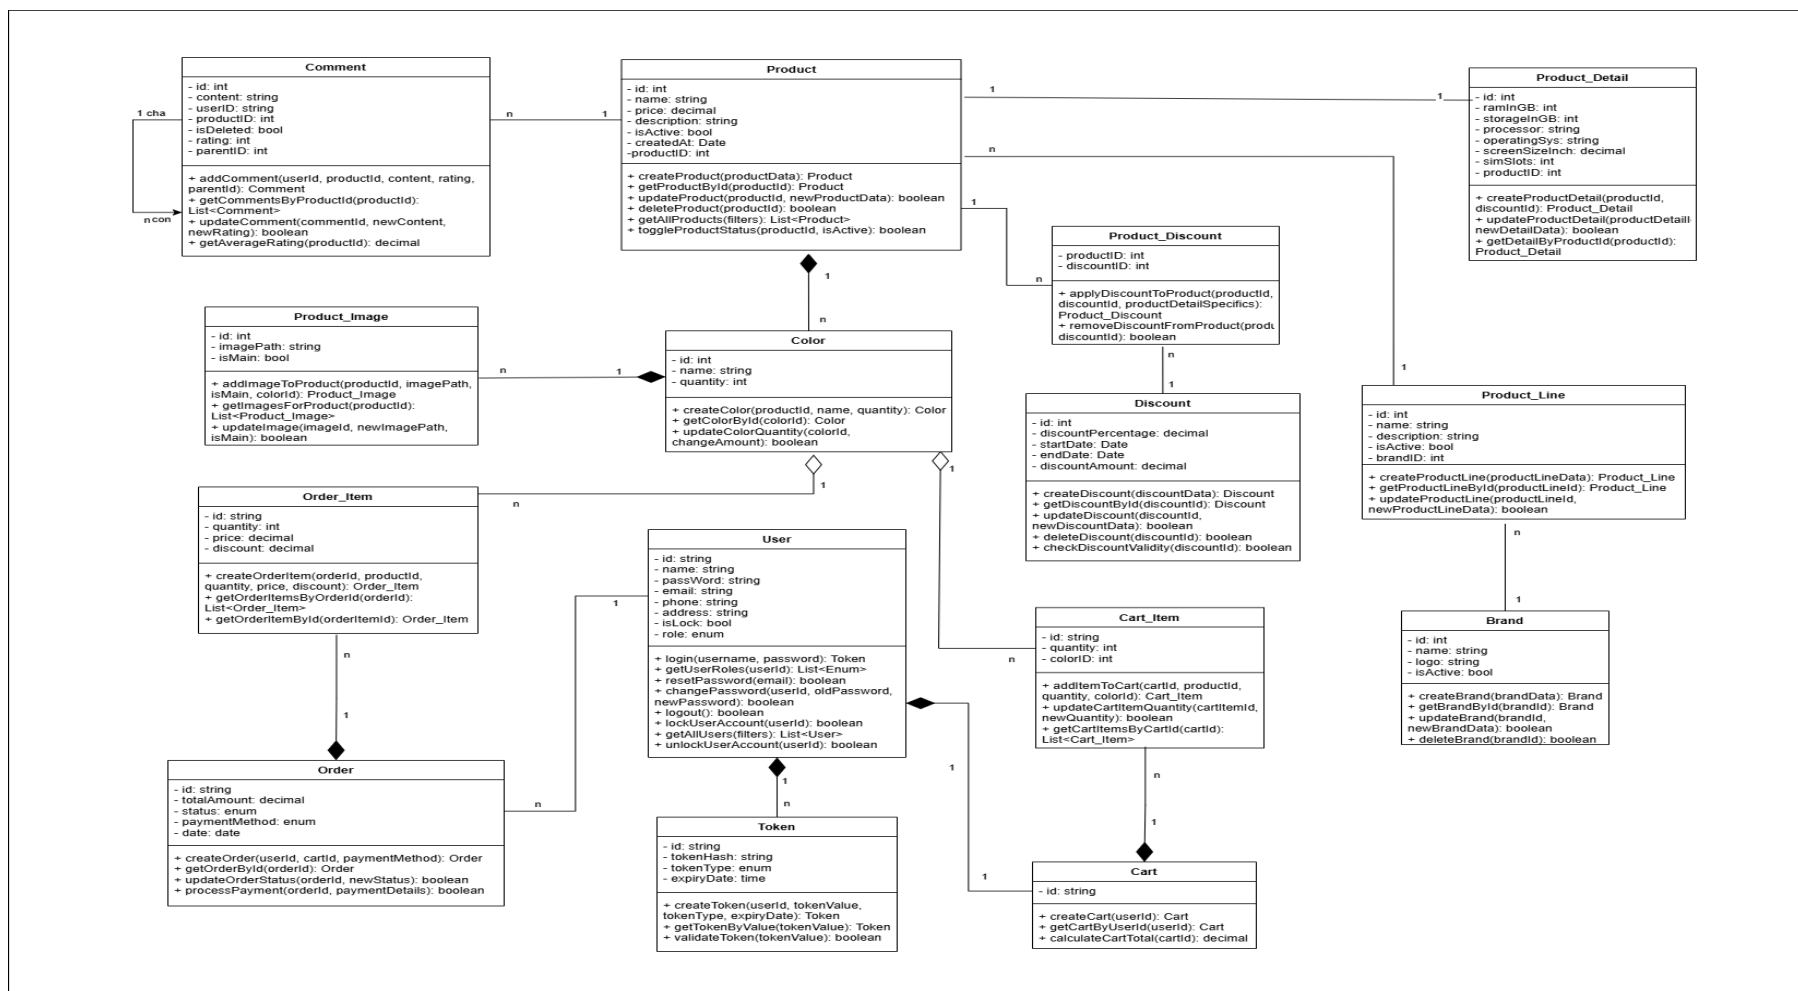 Comment
- id: int
- content: string
- userID: string
- productID: int
- isDeleted: bool
- rating: int
- parentID: int
+ addComment(userId, productId, content, rating,
parentId): Comment
+ getCommentsByProductId(productId):
List<Comment>
+ updateComment(commentId, newContent,
newRating): boolean
+ getAverageRating(productId): decimal
1 cha
n con
n
1
Product
- id: int
- name: string
- price: decimal
- description: string
- isActive: bool
- createdAt: Date
-productID: int
+ createProduct(productData): Product
+ getProductById(productId): Product
+ updateProduct(productId, newProductData): boolean
+ deleteProduct(productId): boolean
+ getAllProducts(filters): List<Product>
+ toggleProductStatus(productId, isActive): boolean
1
1
n
1
1
n
1
n
Product_Detail
- id: int
- ramInGB: int
- storageInGB: int
- processor: string
- operatingSys: string
- screenSizeInch: decimal
- simSlots: int
- productID: int
+ createProductDetail(productId,
discountId): Product_Detail
+ updateProductDetail(productDetailI
newDetailData): boolean
+ getDetailByProductId(productId):
Product_Detail
Product_Discount
- productID: int
- discountID: int
+ applyDiscountToProduct(productId,
discountId, productDetailSpecifics):
Product_Discount
+ removeDiscountFromProduct(produ
discountId): boolean
n
1
Product_Image
- id: int
- imagePath: string
- isMain: bool
+ addImageToProduct(productId, imagePath,
isMain, colorId): Product_Image
+ getImagesForProduct(productId):
List<Product_Image>
+ updateImage(imageId, newImagePath,
isMain): boolean
n
1
Color
- id: int
- name: string
- quantity: int
+ createColor(productId, name, quantity): Color
+ getColorById(colorId): Color
+ updateColorQuantity(colorId,
changeAmount): boolean
1
n
1
n
Discount
- id: int
- discountPercentage: decimal
- startDate: Date
- endDate: Date
- discountAmount: decimal
+ createDiscount(discountData): Discount
+ getDiscountById(discountId): Discount
+ updateDiscount(discountId,
newDiscountData): boolean
+ deleteDiscount(discountId): boolean
+ checkDiscountValidity(discountId): boolean
Product_Line
- id: int
- name: string
- description: string
- isActive: bool
- brandID: int
+ createProductLine(productLineData): Product_Line
+ getProductLineById(productLineId): Product_Line
+ updateProductLine(productLineId,
newProductLineData): boolean
n
1
Order_Item
- id: string
- quantity: int
- price: decimal
- discount: decimal
+ createOrderItem(orderId, productId,
quantity, price, discount): Order_Item
+ getOrderItemsByOrderId(orderId):
List<Order_Item>
+ getOrderItemById(orderItemId): Order_Item
n
1
User
- id: string
- name: string
- passWord: string
- email: string
- phone: string
- address: string
- isLock: bool
- role: enum
+ login(username, password): Token
+ getUserRoles(userId): List<Enum>
+ resetPassword(email): boolean
+ changePassword(userId, oldPassword,
newPassword): boolean
+ logout(): boolean
+ lockUserAccount(userId): boolean
+ getAllUsers(filters): List<User>
+ unlockUserAccount(userId): boolean
1
n
1
1
1
n
Cart_Item
- id: string
- quantity: int
- colorID: int
+ addItemToCart(cartId, productId,
quantity, colorId): Cart_Item
+ updateCartItemQuantity(cartItemId,
newQuantity): boolean
+ getCartItemsByCartId(cartId):
List<Cart_Item>
n
1
Brand
- id: int
- name: string
- logo: string
- isActive: bool
+ createBrand(brandData): Brand
+ getBrandById(brandId): Brand
+ updateBrand(brandId,
newBrandData): boolean
+ deleteBrand(brandId): boolean
Order
- id: string
- totalAmount: decimal
- status: enum
- paymentMethod: enum
- date: date
+ createOrder(userId, cartId, paymentMethod): Order
+ getOrderById(orderId): Order
+ updateOrderStatus(orderId, newStatus): boolean
+ processPayment(orderId, paymentDetails): boolean
Token
- id: string
- tokenHash: string
- tokenType: enum
- expiryDate: time
+ createToken(userId, tokenValue,
tokenType, expiryDate): Token
+ getTokenByValue(tokenValue): Token
+ validateToken(tokenValue): boolean
Cart
- id: string
+ createCart(userId): Cart
+ getCartByUserId(userId): Cart
+ calculateCartTotal(cartId): decimal